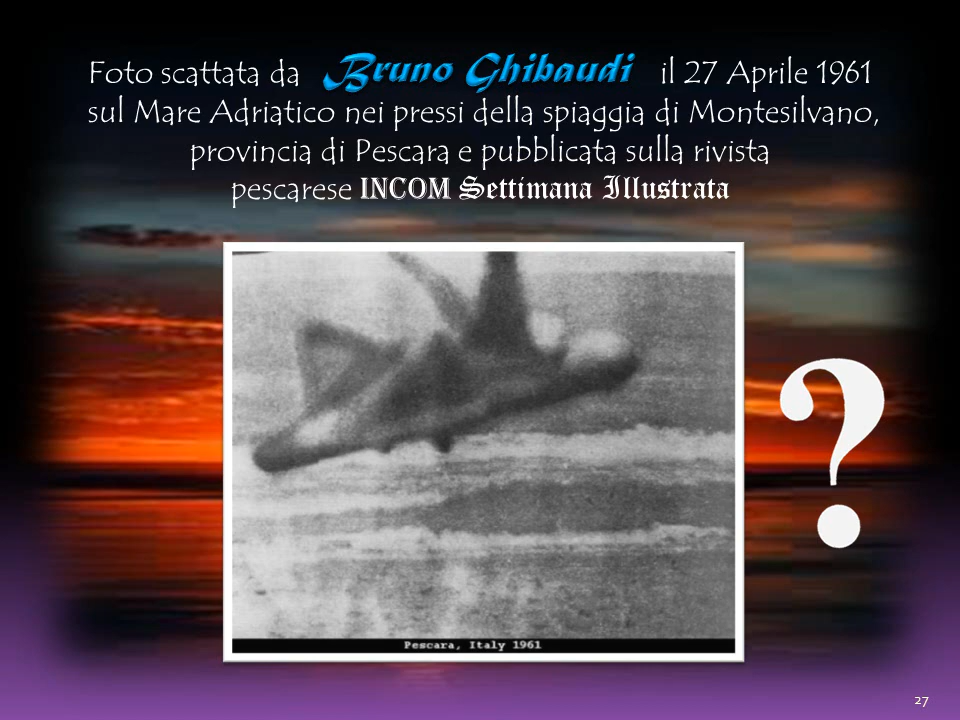 Foto scattata da Bruno Ghibaudi il 27 Aprile 1961
sul Mare Adriatico nei pressi della spiaggia di Montesilvano,
provincia di Pescara e pubblicata sulla rivista
pescarese INCOM Settimana Illustrata
?
Pescara, Italy 1961
27